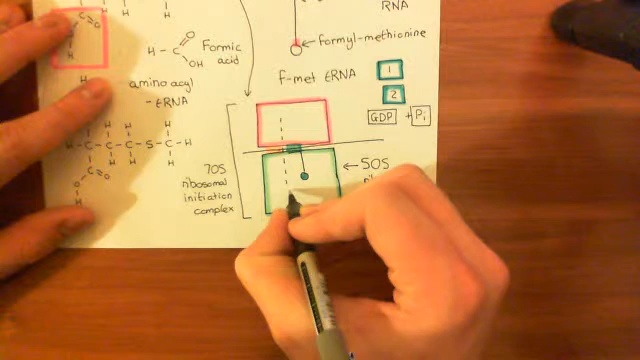 RNA
formyl-methionine
Formic
acid
H - C
O
OH
amino acyl
- tRNA
f-met tRNA
1
2
GDP + Pi
H
H
H
H
H
C - C - C - S - C - H
H
C
O
O
H
70S
ribosomal
initiation
complex
50S